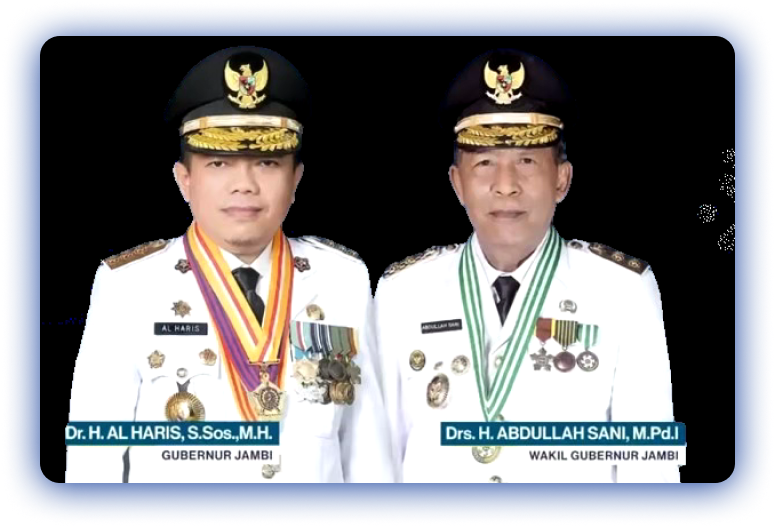 AL HARIS
ABDULLAH SANI
Dr. H. AL HARIS, S.Sos.,M.H.
GUBERNUR JAMBI
Drs. H. ABDULLAH SANI, M.Pd.I
WAKIL GUBERNUR JAMBI